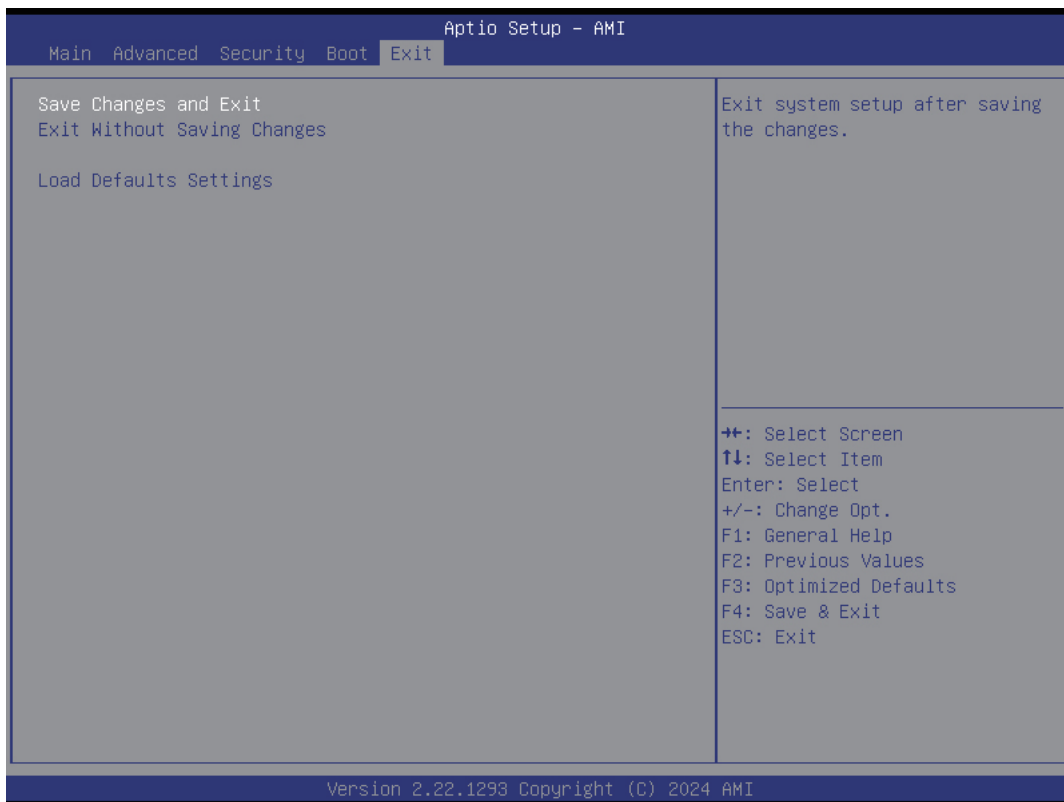 Aptio Setup – AMI
Main Advanced Security Boot Exit
Save Changes and Exit
Exit Without Saving Changes
Load Defaults Settings
Exit system setup after saving
the changes.
→←: Select Screen
↑↓: Select Item
Enter: Select
+/-: Change Opt.
F1: General Help
F2: Previous Values
F3: Optimized Defaults
F4: Save & Exit
ESC: Exit
Version 2.22.1293 Copyright (C) 2024 AMI